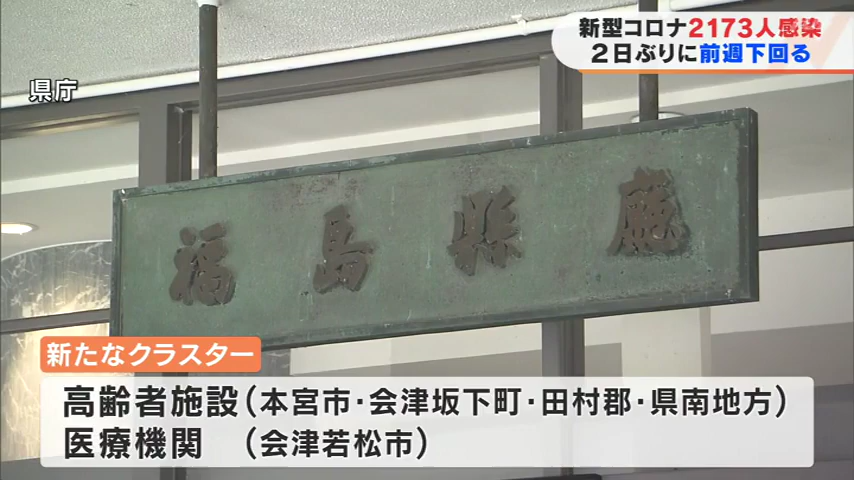 新型コロナ2173人感染
2日ぶりに前週下回る
県庁
福島縣廳
新たなクラスター
高齢者施設(本宮市・会津坂下町・田村郡・県南地方)
医療機関 (会津若松市)